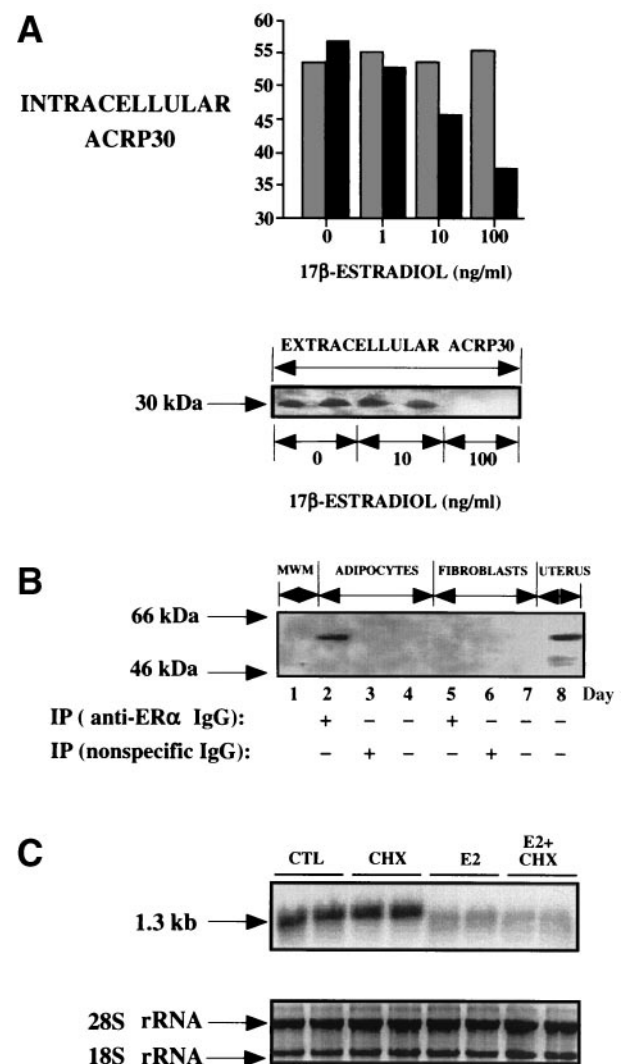 A
INTRACELLULAR
ACRP30
60
55
50
45
40
35
30
0 1 10 100
17β-ESTRADIOL (ng/ml)
EXTRACELLULAR ACRP30
30 kDa
0 10 100
17β-ESTRADIOL (ng/ml)
B
MWM ADIPOCYTES FIBROBLASTS UTERUS
66 kDa
46 kDa
1 2 3 4 5 6 7 8 Day
IP ( anti-ERα IgG): + – – + – – –
IP (nonspecific IgG): – + – – + – –
C
CTL CHX E2 E2+
CHX
1.3 kb
28S rRNA
18S rRNA